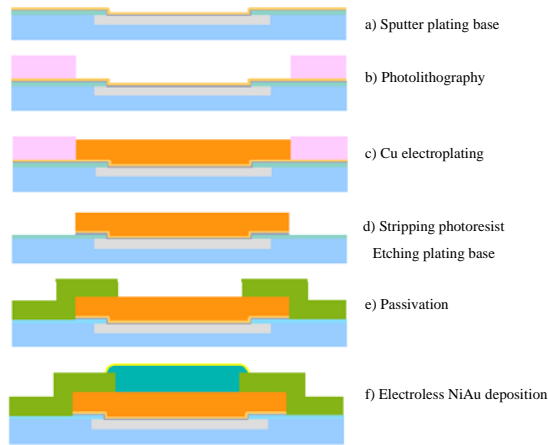 a) Sputter plating base
b) Photolithography
c) Cu electroplating
d) Stripping photoresist
Etching plating base
e) Passivation
f) Electroless NiAu deposition